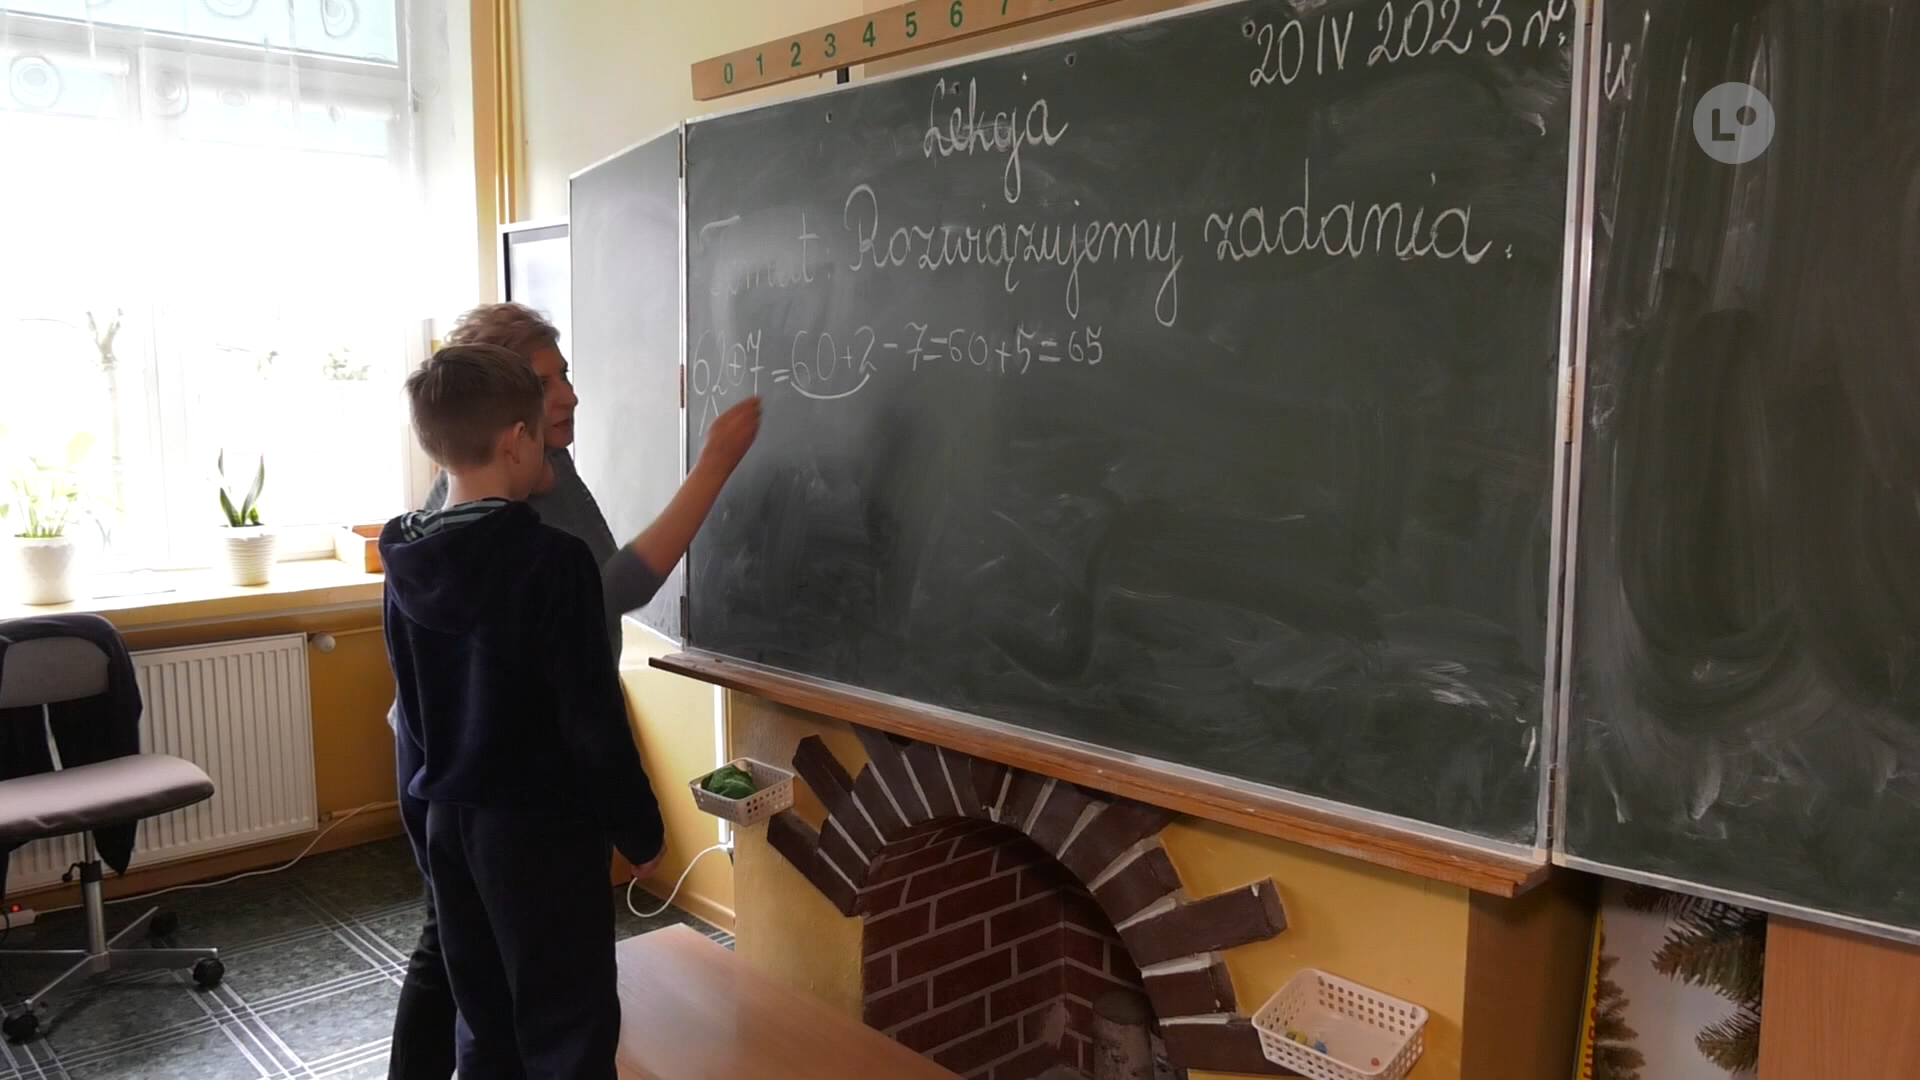 0 1 2 3 4 5 6 7
20 IV 2023 r.
Lekcja
Temat: Rozwiązujemy zadania.
62+7=60+2-7=60+5=65